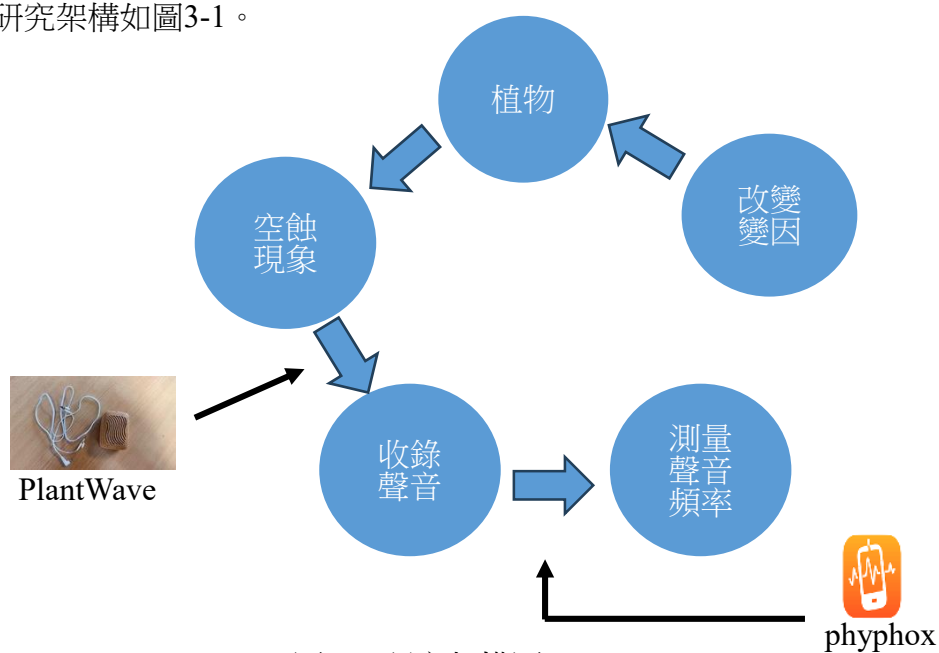 研究架構如圖3-1。
植物
改變
變因
空蝕
現象
收錄
聲音
測量
聲音
頻率
PlantWave
phyphox